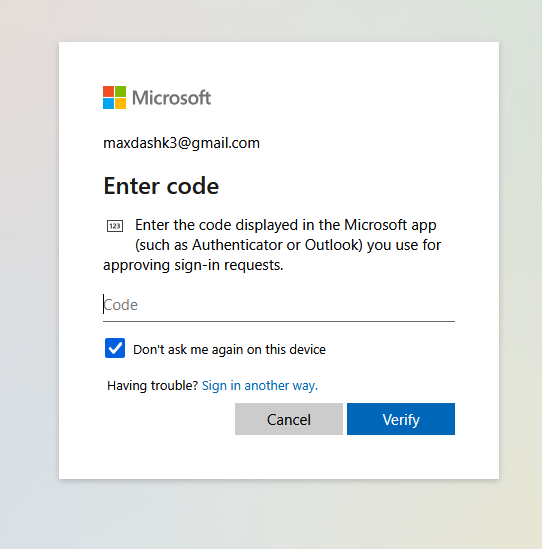 Microsoft
maxdashk3@gmail.com
Enter code
123
Enter the code displayed in the Microsoft app
(such as Authenticator or Outlook) you use for
approving sign-in requests.
Code
Don't ask me again on this device
Having trouble? Sign in another way.
Cancel
Verify